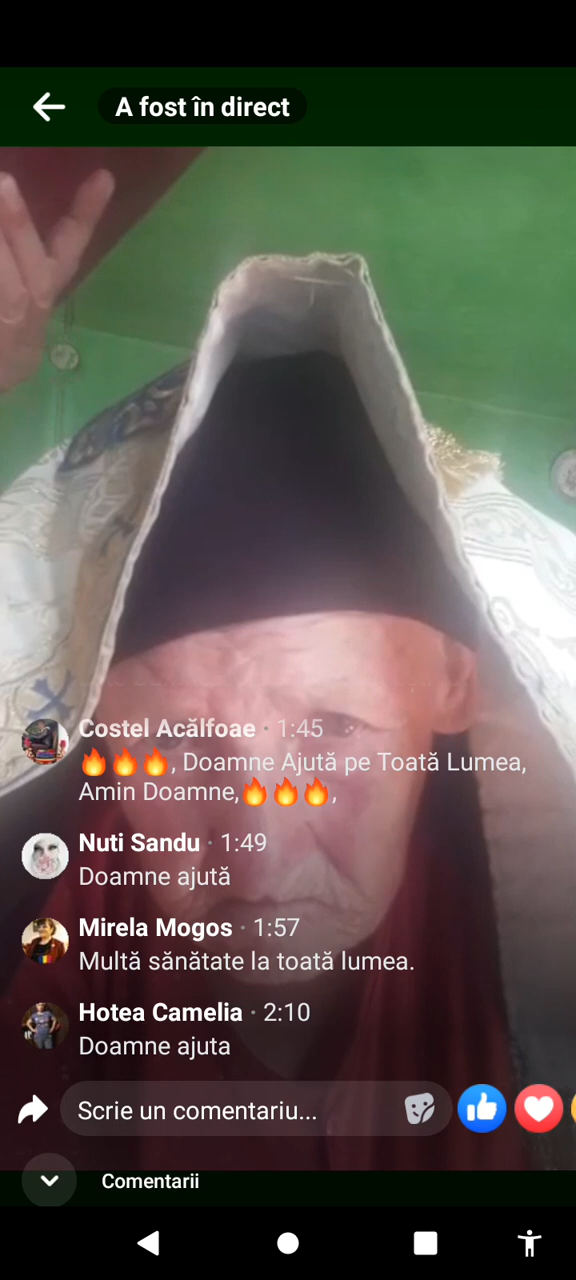 A fost în direct
Costel Acălfoae · 1:45
🔥🔥🔥, Doamne Ajută pe Toată Lumea,
Amin Doamne,🔥🔥🔥,
Nuti Sandu · 1:49
Doamne ajută
Mirela Mogos · 1:57
Multă sănătate la toată lumea.
Hotea Camelia · 2:10
Doamne ajuta
Scrie un comentariu...
Comentarii